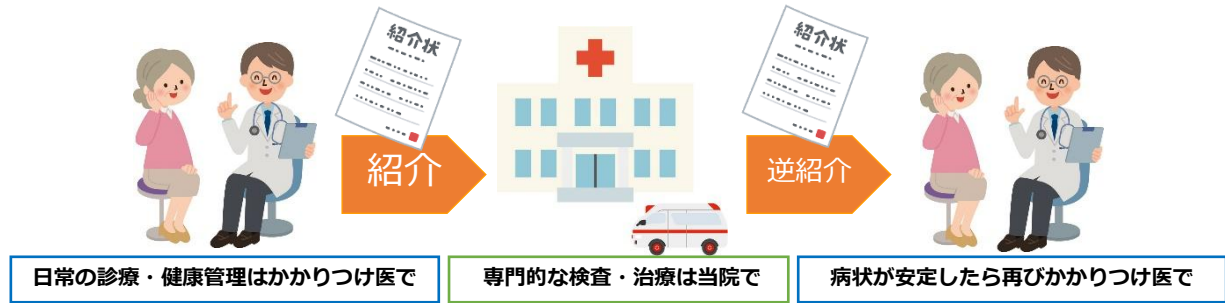 紹介状
紹介
紹介状
逆紹介
日常の診療・健康管理はかかりつけ医で
専門的な検査・治療は当院で
病状が安定したら再びかかりつけ医で